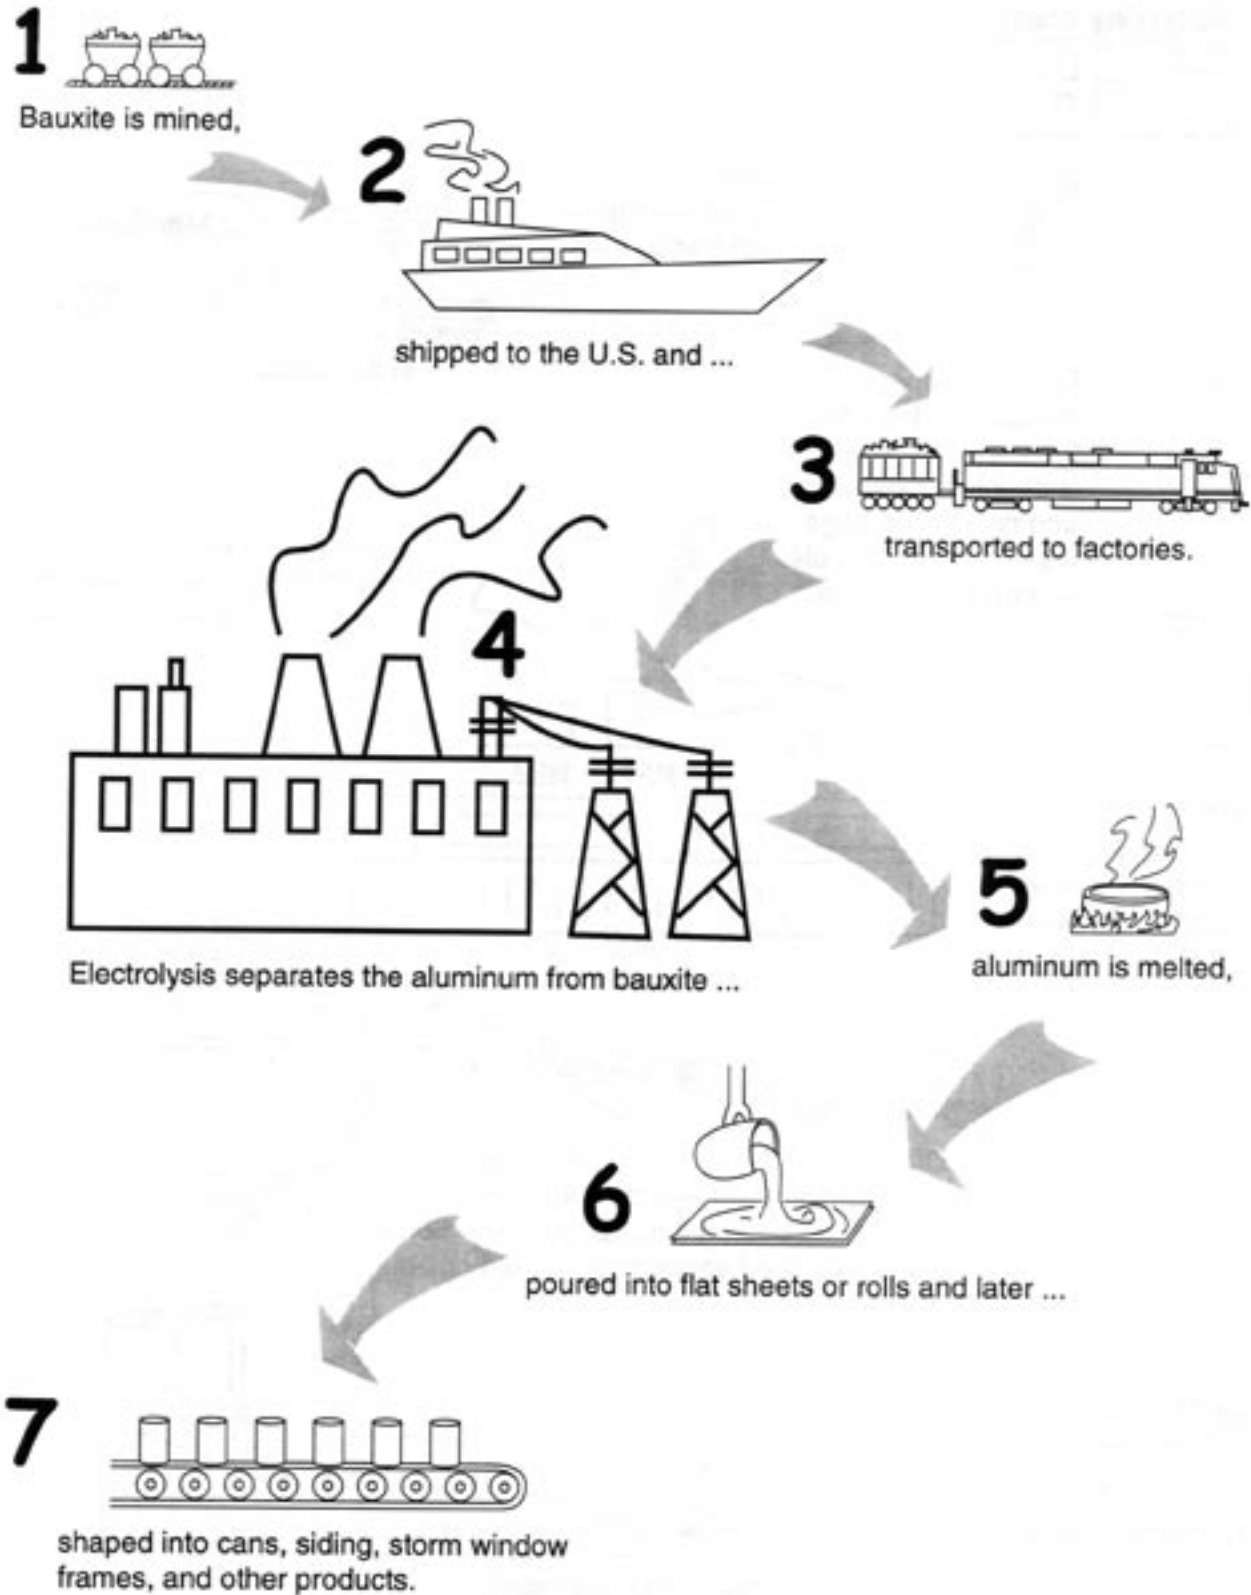 1
Bauxite is mined,
2
shipped to the U.S. and ...
3
transported to factories.
4
Electrolysis separates the aluminum from bauxite ...
5
aluminum is melted,
6
poured into flat sheets or rolls and later ...
7
shaped into cans, siding, storm window
frames, and other products.